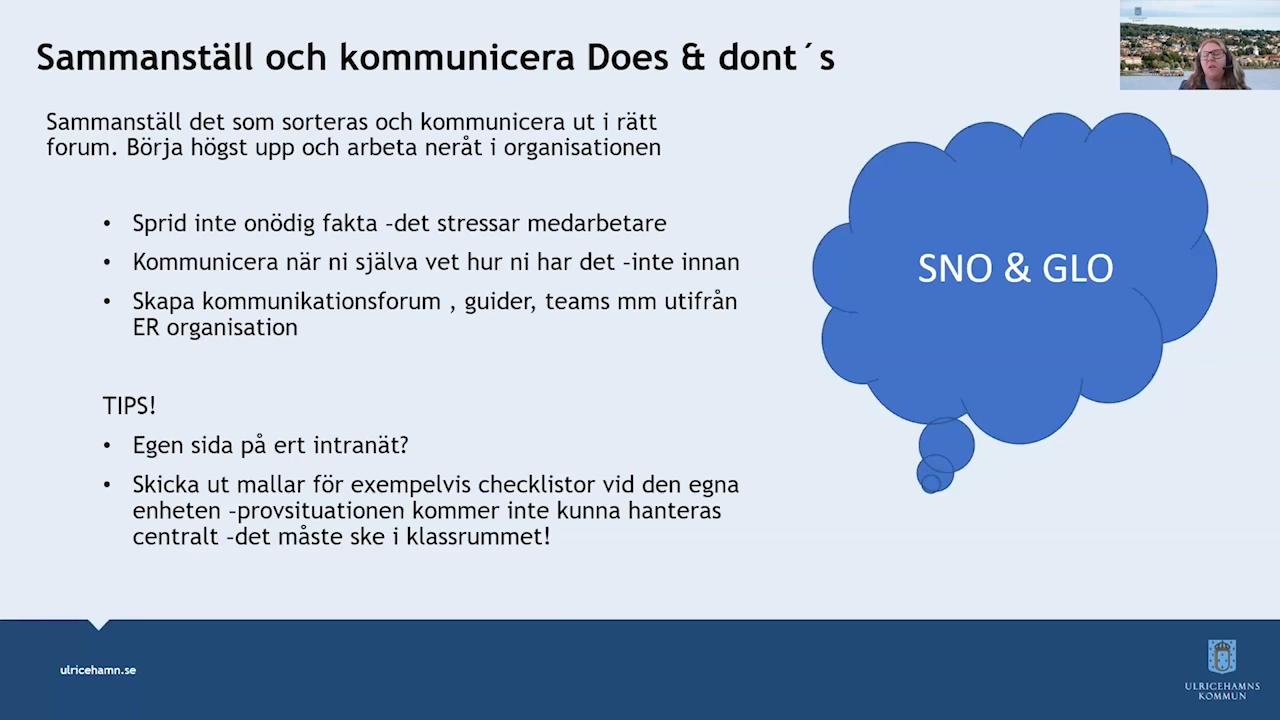 Sammanställ och kommunicera Does & dont´s
Sammanställ det som sorteras och kommunicera ut i rätt
forum. Börja högst upp och arbeta neråt i organisationen
• Sprid inte onödig fakta –det stressar medarbetare
• Kommunicera när ni själva vet hur ni har det –inte innan
• Skapa kommunikationsforum , guider, teams mm utifrån
ER organisation
TIPS!
• Egen sida på ert intranät?
• Skicka ut mallar för exempelvis checklistor vid den egna
enheten –provsituationen kommer inte kunna hanteras
centralt –det måste ske i klassrummet!
SNO & GLO
ulricehamn.se
ULRICEHAMNS
KOMMUN